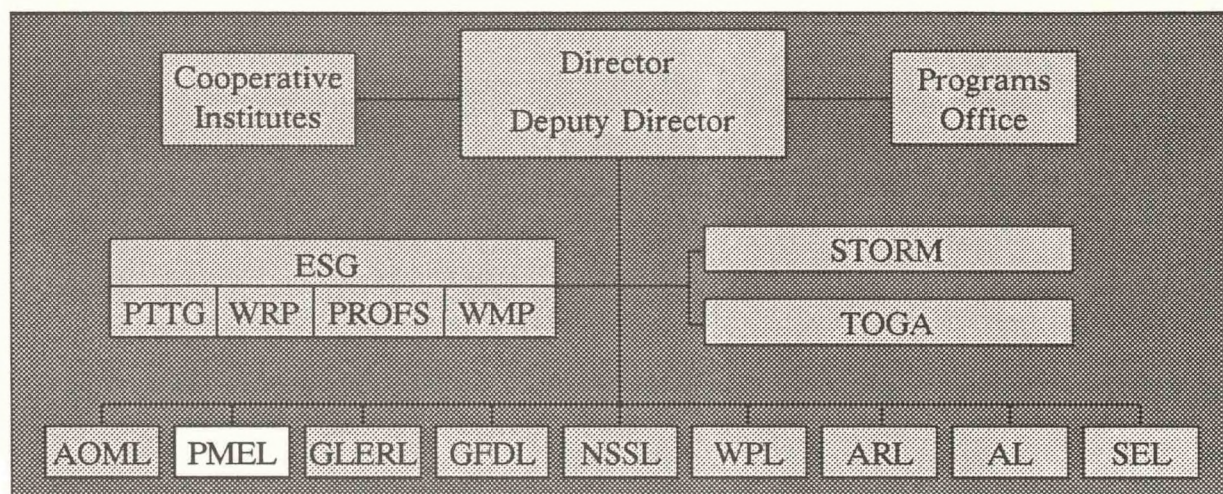 Cooperative
Institutes
Director
Deputy Director
Programs
Office
ESG
PTTG WRP PROFS WMP
STORM
TOGA
AOML PMEL GLERL GFDL NSSL WPL ARL AL SEL